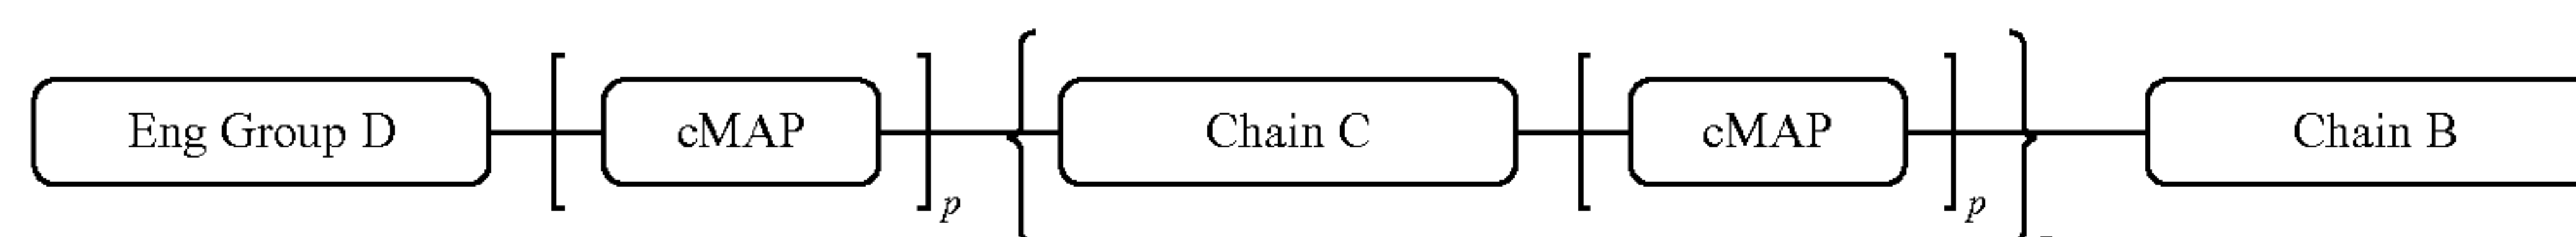 Eng Group D cMAP p Chain C cMAP p Chain B